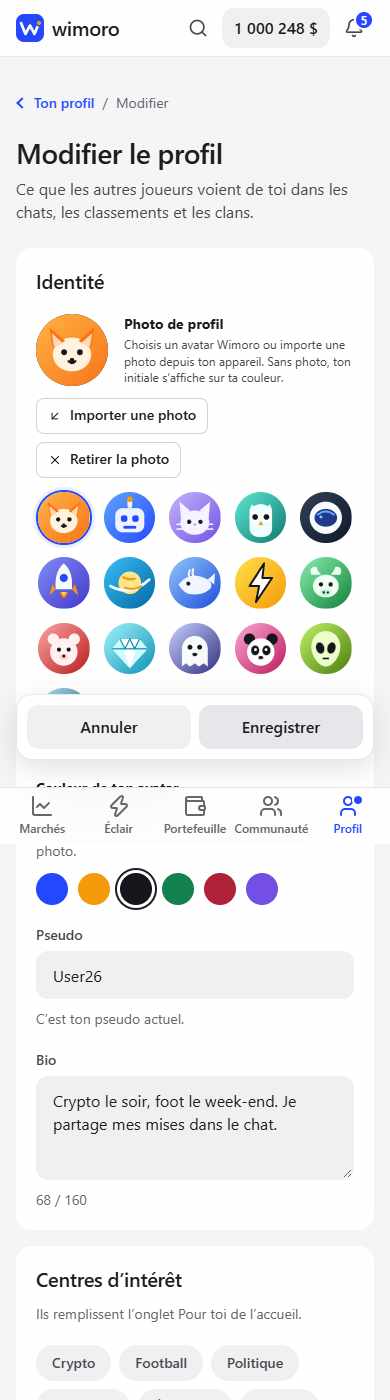 wimoro
1 000 248 $
5
Ton profil / Modifier
Modifier le profil
Ce que les autres joueurs voient de toi dans les
chats, les classements et les clans.
Identité
Photo de profil
Choisis un avatar Wimoro ou importe une
photo depuis ton appareil. Sans photo, ton
initiale s’affiche sur ta couleur.
Importer une photo
Retirer la photo
Annuler
Enregistrer
Marchés
Éclair
Portefeuille
Communauté
Profil
photo.
Pseudo
User26
C’est ton pseudo actuel.
Bio
Crypto le soir, foot le week-end. Je
partage mes mises dans le chat.
68 / 160
Centres d’intérêt
Ils remplissent l’onglet Pour toi de l’accueil.
Crypto
Football
Politique